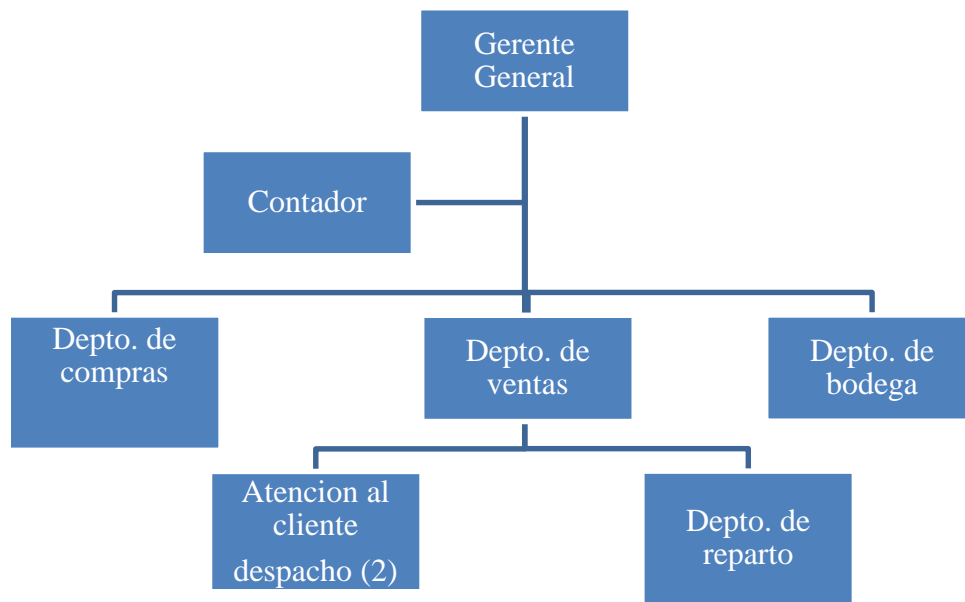 Gerente
General
Contador
Depto. de
compras
Depto. de
ventas
Depto. de
bodega
Atencion al
cliente
despacho (2)
Depto. de
reparto